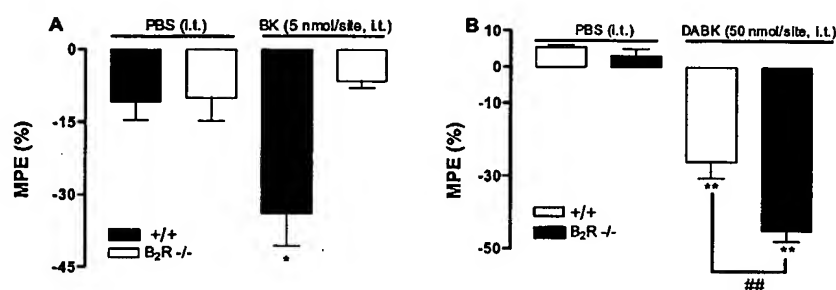 A
PBS (i.t.)
BK (5 nmol/site, i.t.)
0
-15
-30
-45
MPE (%)
+/+
B₂R -/-
*
B
PBS (i.t.)
DABK (50 nmol/site, i.t.)
10
0
-10
-30
-50
MPE (%)
+/+
B₂R -/-
**
**
##